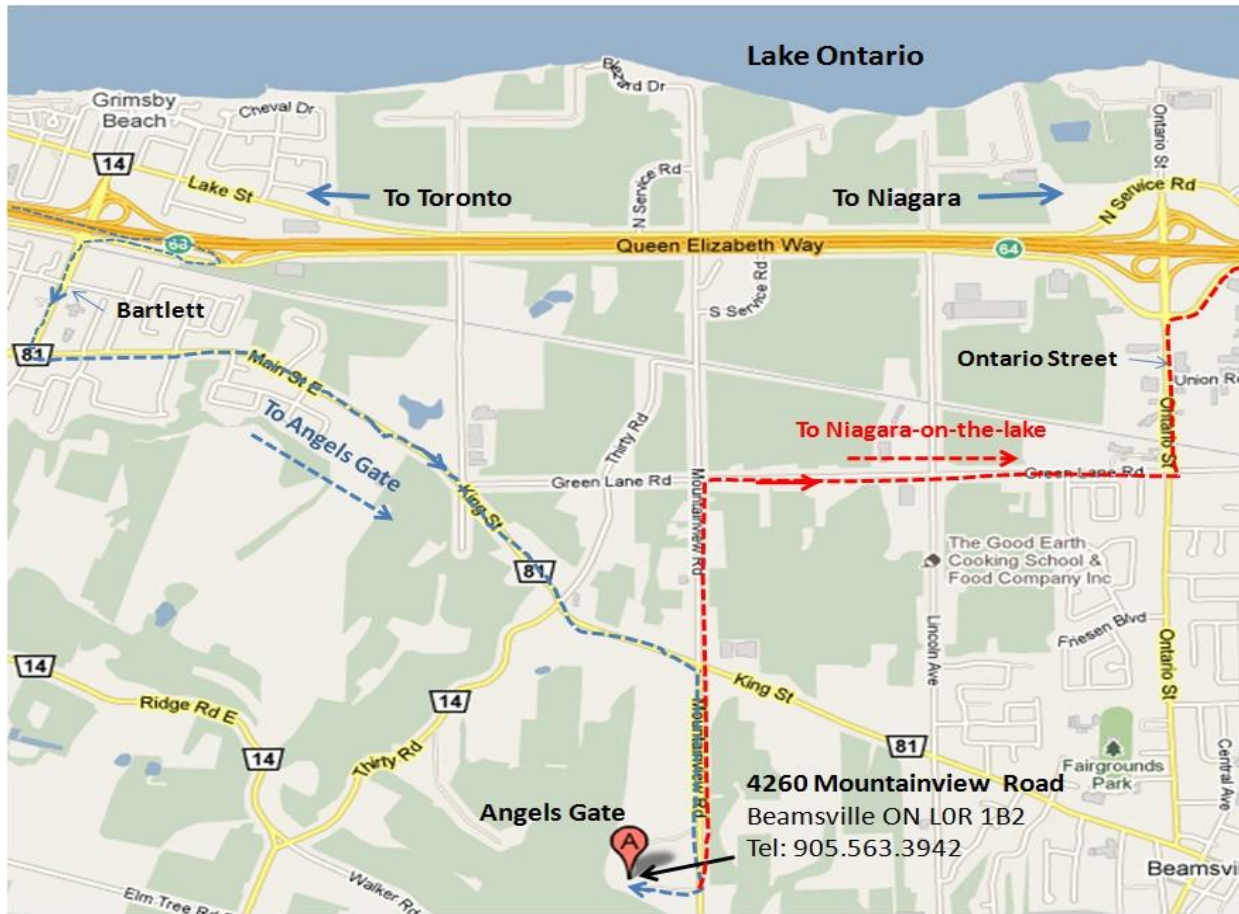 Lake Ontario
Blezard Dr
Grimsby
Beach
Cheval Dr
Ontario St
14
Lake St
N Service Rd
To Toronto
To Niagara
N Service Rd
68
Queen Elizabeth Way
64
Bartlett
S Service Rd
81
Main St E
Ontario Street
Union Rd
To Angels Gate
Thirty Rd
To Niagara-on-the-lake
Ontario St
Green Lane Rd
Green Lane Rd
Mountainview Rd
King St
81
The Good Earth
Cooking School &
Food Company Inc
Lincoln Ave
Friesen Blvd
14
Ridge Rd E
14
14
Thirty Rd
King St
Ontario St
Mountainview Rd
81
Fairgrounds
Park
Central Ave
Angels Gate
A
4260 Mountainview Road
Beamsville ON L0R 1B2
Tel: 905.563.3942
Beamsvil
Walker Rd
Elm Tree Rd E